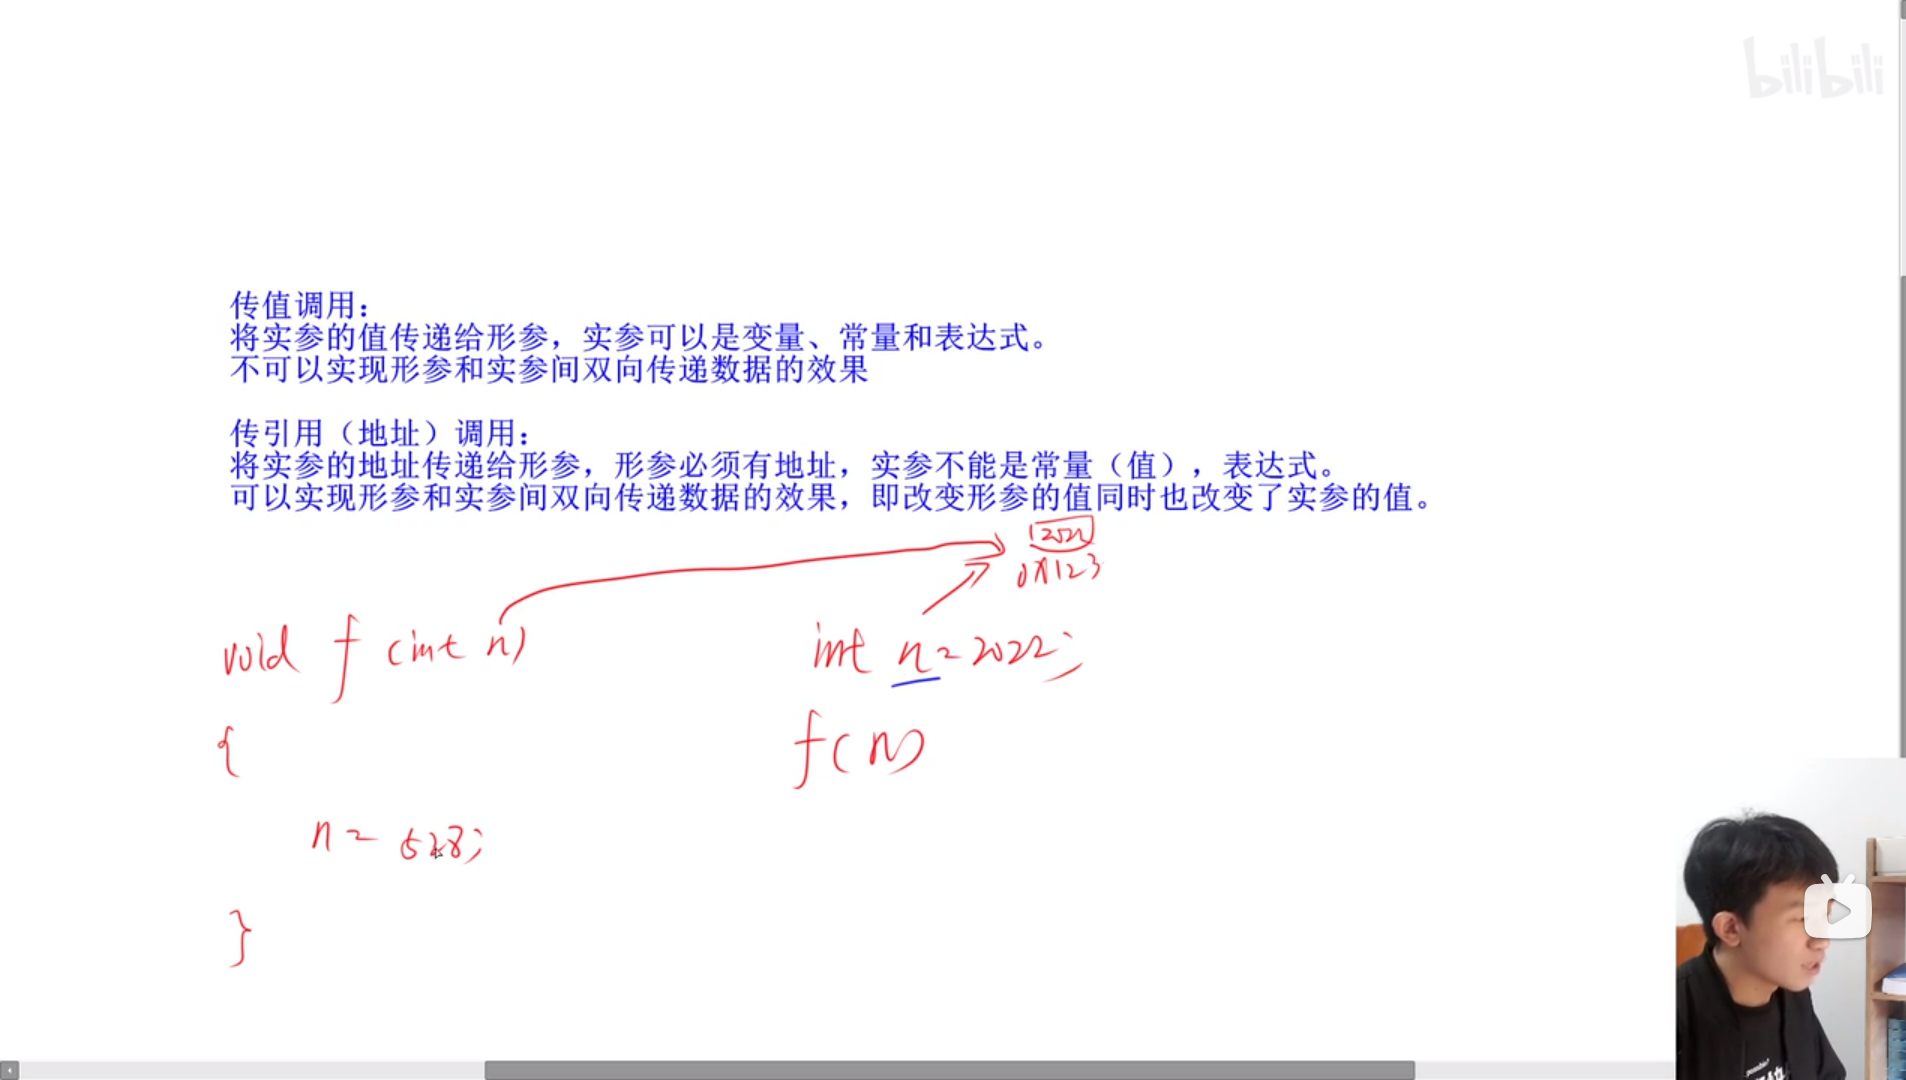 bilibili
传值调用：
将实参的值传递给形参，实参可以是变量、常量和表达式。
不可以实现形参和实参间双向传递数据的效果
传引用（地址）调用：
将实参的地址传递给形参，形参必须有地址，实参不能是常量（值），表达式。
可以实现形参和实参间双向传递数据的效果，即改变形参的值同时也改变了实参的值。
2022
0X123
void f (int n)
int n = 2022;
{
f(n)
n = 528;
}